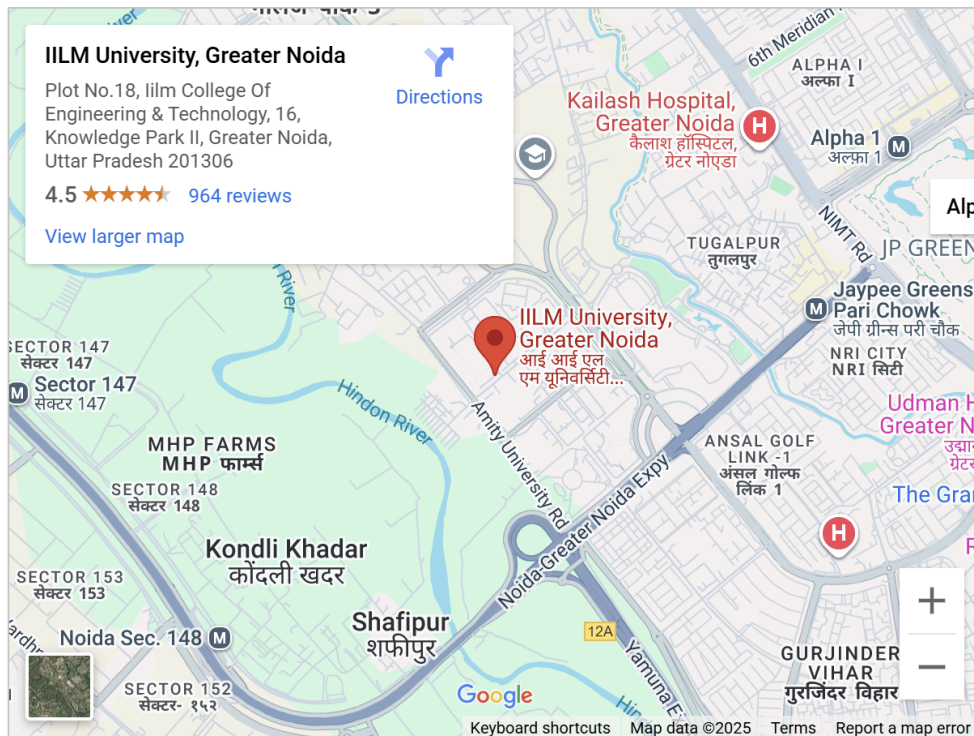 IILM University, Greater Noida
Plot No.18, Iilm College Of
Engineering & Technology, 16,
Knowledge Park II, Greater Noida,
Uttar Pradesh 201306
4.5
964 reviews
View larger map
Directions
6th Meridian
ALPHA I
अल्फा I
Kailash Hospital,
Greater Noida
कैलाश हॉस्पिटल,
ग्रेटर नोएडा
Alpha 1
अल्फ़ा 1
NIMT Rd
TUGALPUR
तुगलपुर
JP GREEN
Jaypee Greens
Pari Chowk
जेपी ग्रीन्स परी चौक
NRI CITY
NRI सिटी
River
IILM University,
Greater Noida
आई आई एल
एम यूनिवर्सिटी...
SECTOR 147
सेक्टर 147
Sector 147
सेक्टर 147
Hindon River
Amity University Rd
MHP FARMS
MHP फार्म्स
SECTOR 148
सेक्टर 148
ANSAL GOLF
LINK -1
अंसल गोल्फ
लिंक 1
Udman
Greater
The
Noida-Greater Noida Expy
Kondli Khadar
कोंदली खदर
SECTOR 153
सेक्टर 153
Shafipur
शफीपुर
Noida Sec. 148
12A
Yamuna
GURJINDER
VIHAR
गुरजिंदर विहार
SECTOR 152
सेक्टर- १५२
Google
Keyboard shortcuts
Map data ©2025
Terms
Report a map error